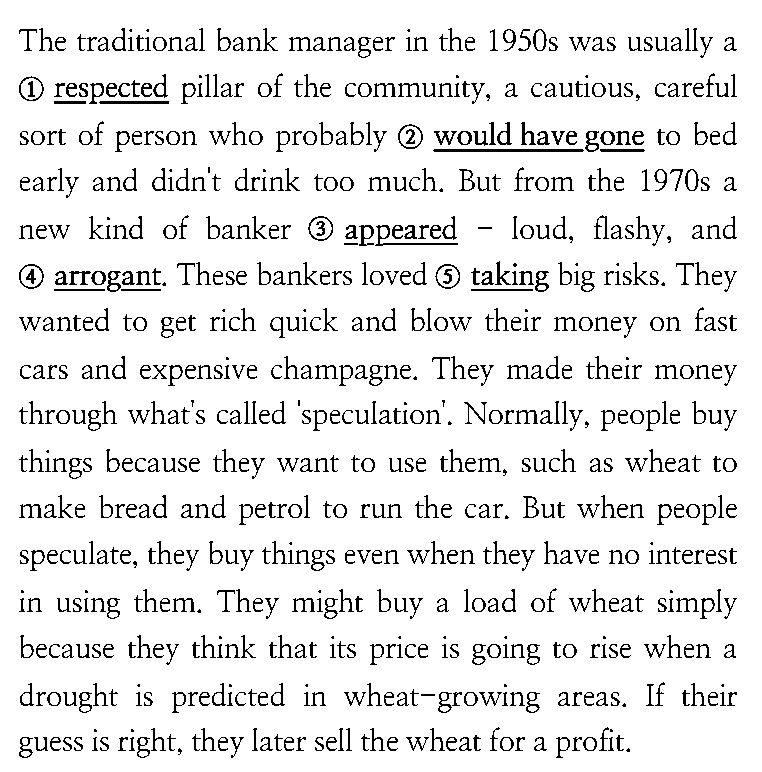 The traditional bank manager in the 1950s was usually a
① respected pillar of the community, a cautious, careful
sort of person who probably ② would have gone to bed
early and didn't drink too much. But from the 1970s a
new kind of banker ③ appeared - loud, flashy, and
④ arrogant. These bankers loved ⑤ taking big risks. They
wanted to get rich quick and blow their money on fast
cars and expensive champagne. They made their money
through what's called 'speculation'. Normally, people buy
things because they want to use them, such as wheat to
make bread and petrol to run the car. But when people
speculate, they buy things even when they have no interest
in using them. They might buy a load of wheat simply
because they think that its price is going to rise when a
drought is predicted in wheat-growing areas. If their
guess is right, they later sell the wheat for a profit.